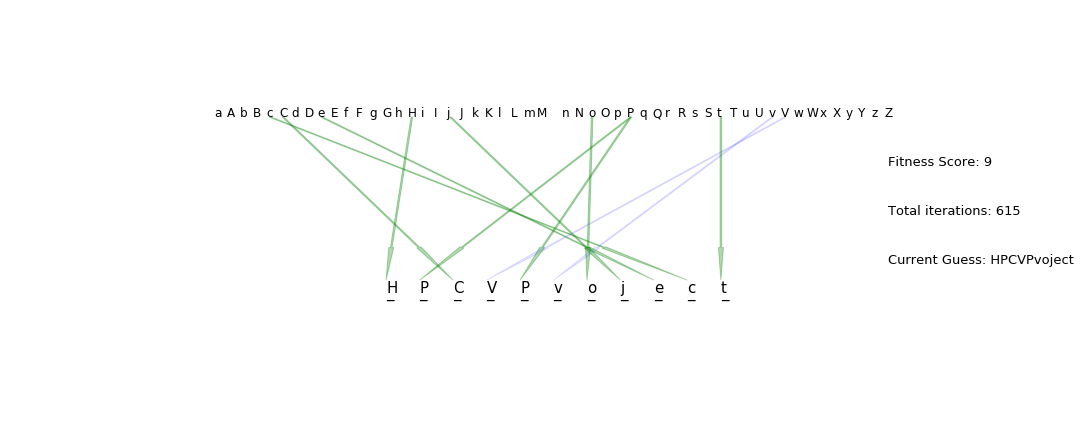 a A b B c C d D e E f F g G h H i I j J k K l L m M n N o O p P q Q r R s S t T u U v V w W x X y Y z Z
Fitness Score: 9
Total iterations: 615
Current Guess: HPCVPvoject
H P C V P v o j e c t